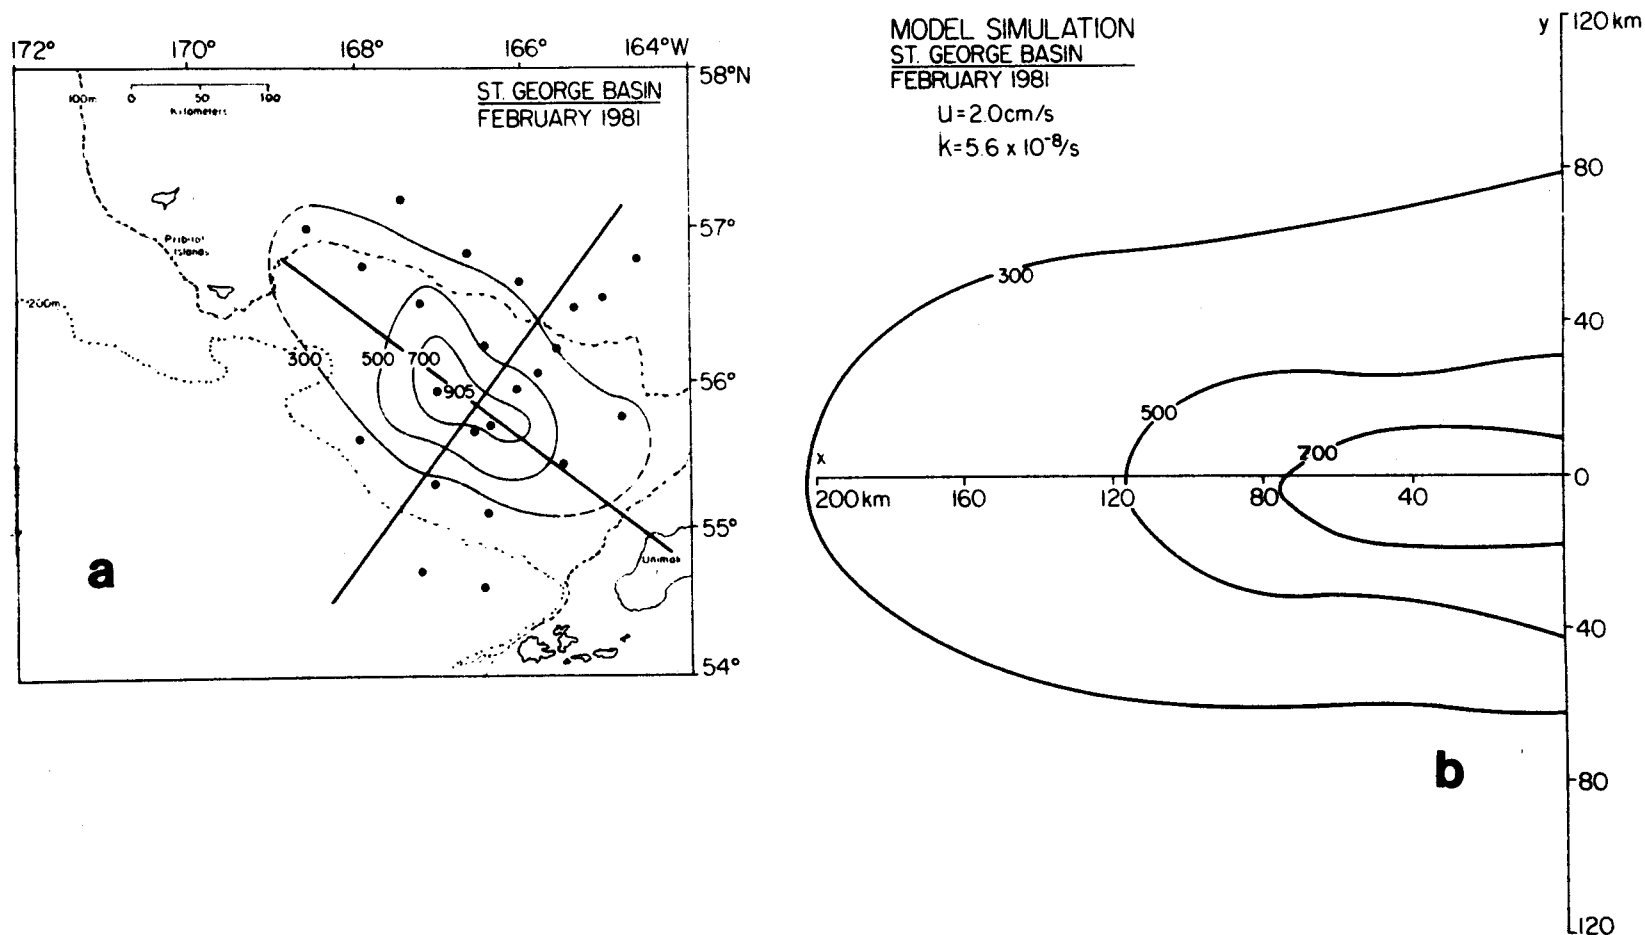 172° 170° 168° 166° 164°W
58°N
100m 0 50 100
Kilometers
ST. GEORGE BASIN
FEBRUARY 1981
57°
Pribilof
Islands
200m
300 500 700
56°
905
55°
Unimak
54°
a
MODEL SIMULATION
ST. GEORGE BASIN
FEBRUARY 1981
U=2.0cm/s
k=5.6 x 10⁻⁸/s
y 120km
80
300
40
500
700
x
0
200km 160 120 80 40
40
b
80
120